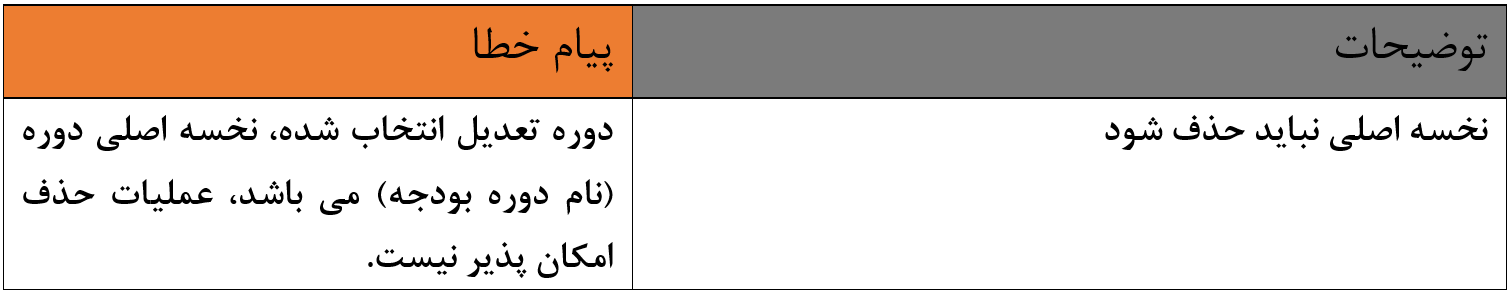 توضیحات
پیام خطا
نخسه اصلی نباید حذف شود
دوره تعدیل انتخاب شده، نخسه اصلی دوره
(نام دوره بودجه) می باشد، عملیات حذف
امکان پذیر نیست.